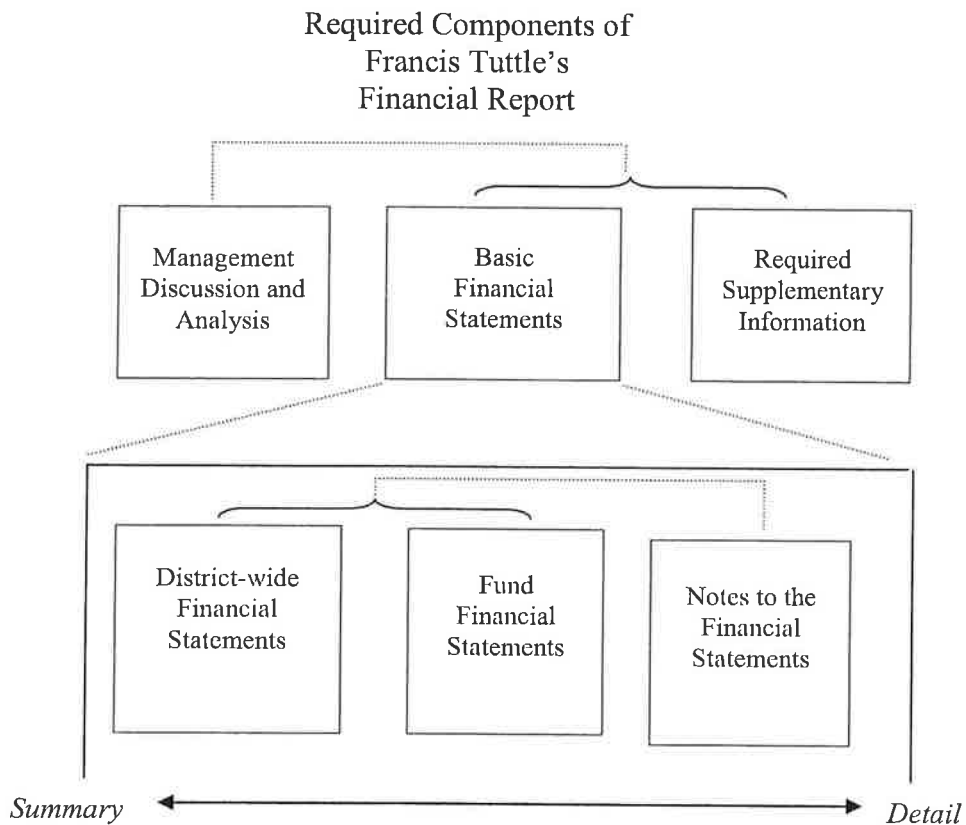 Required Components of
Francis Tuttle's
Financial Report
Management
Discussion and
Analysis
Basic
Financial
Statements
Required
Supplementary
Information
District-wide
Financial
Statements
Fund
Financial
Statements
Notes to the
Financial
Statements
Summary
Detail